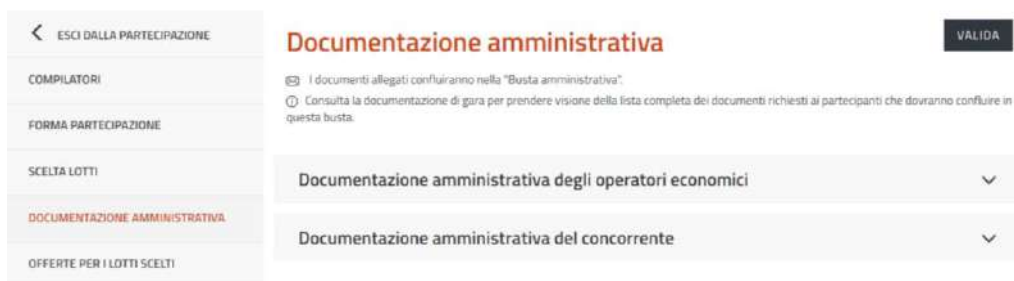 ESCI DALLA PARTECIPAZIONE
COMPILATORI
FORMA PARTECIPAZIONE
SCELTA LOTTI
DOCUMENTAZIONE AMMINISTRATIVA
OFFERTE PER I LOTTI SCELTI
Documentazione amministrativa
VALIDA
I documenti allegati confluiranno nella "Busta amministrativa".
Consulta la documentazione di gara per prendere visione della lista completa dei documenti richiesti ai partecipanti che dovranno confluire in
questa busta.
Documentazione amministrativa degli operatori economici
Documentazione amministrativa del concorrente